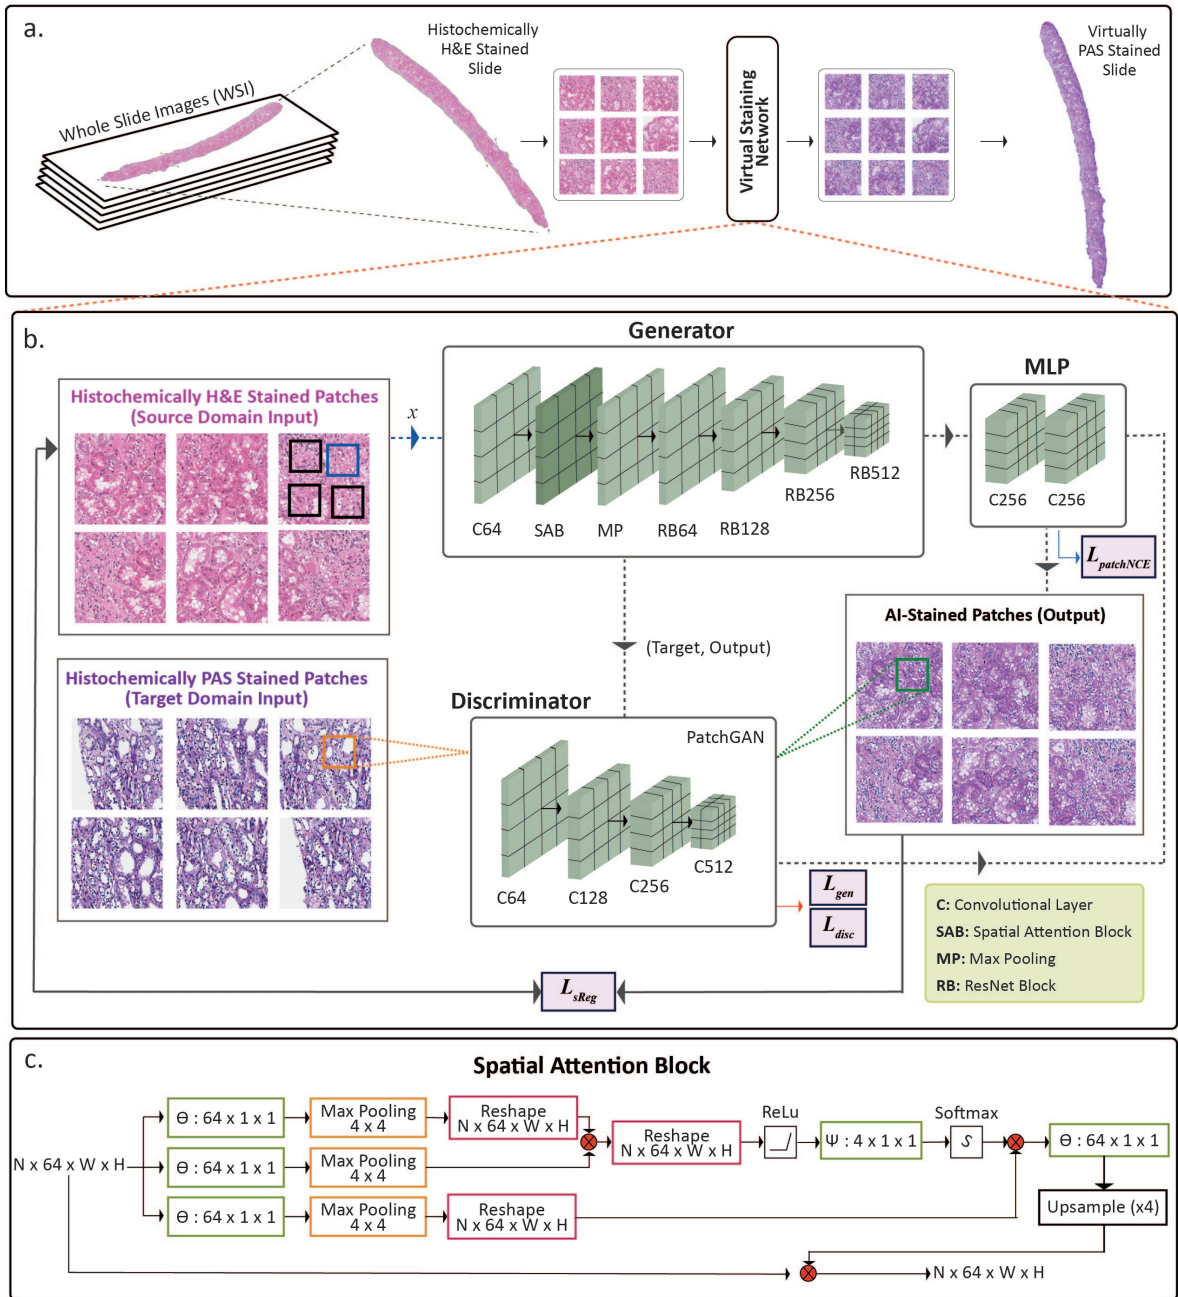 a.
Whole Slide Images (WSI)
Histochemically
H&E Stained
Slide
Virtual Staining
Network
Virtually
PAS Stained
Slide
b.
Histochemically H&E Stained Patches
(Source Domain Input)
x
Generator
C64
SAB
MP
RB64
RB128
RB256
RB512
MLP
C256
C256
L patchNCE
AI-Stained Patches (Output)
(Target, Output)
Histochemically PAS Stained Patches
(Target Domain Input)
Discriminator
PatchGAN
C64
C128
C256
C512
L gen
L disc
L sReg
C: Convolutional Layer
SAB: Spatial Attention Block
MP: Max Pooling
RB: ResNet Block
c.
Spatial Attention Block
N x 64 x W x H
Θ : 64 x 1 x 1
Max Pooling
4 x 4
Reshape
N x 64 x W x H
Θ : 64 x 1 x 1
Max Pooling
4 x 4
Θ : 64 x 1 x 1
Max Pooling
4 x 4
Reshape
N x 64 x W x H
Reshape
N x 64 x W x H
ReLu
Ψ : 4 x 1 x 1
Softmax
S
Θ : 64 x 1 x 1
Upsample (x4)
N x 64 x W x H